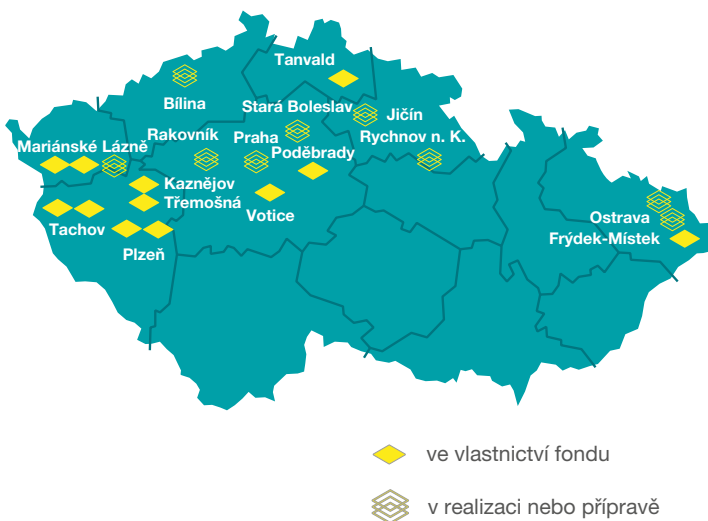 Tanvald
Bílina
Stará Boleslav
Jičín
Rakovník
Praha
Rychnov n. K.
Mariánské Lázně
Poděbrady
Kaznějov
Třemošná
Votice
Tachov
Plzeň
Ostrava
Frýdek-Místek
ve vlastnictví fondu
v realizaci nebo přípravě